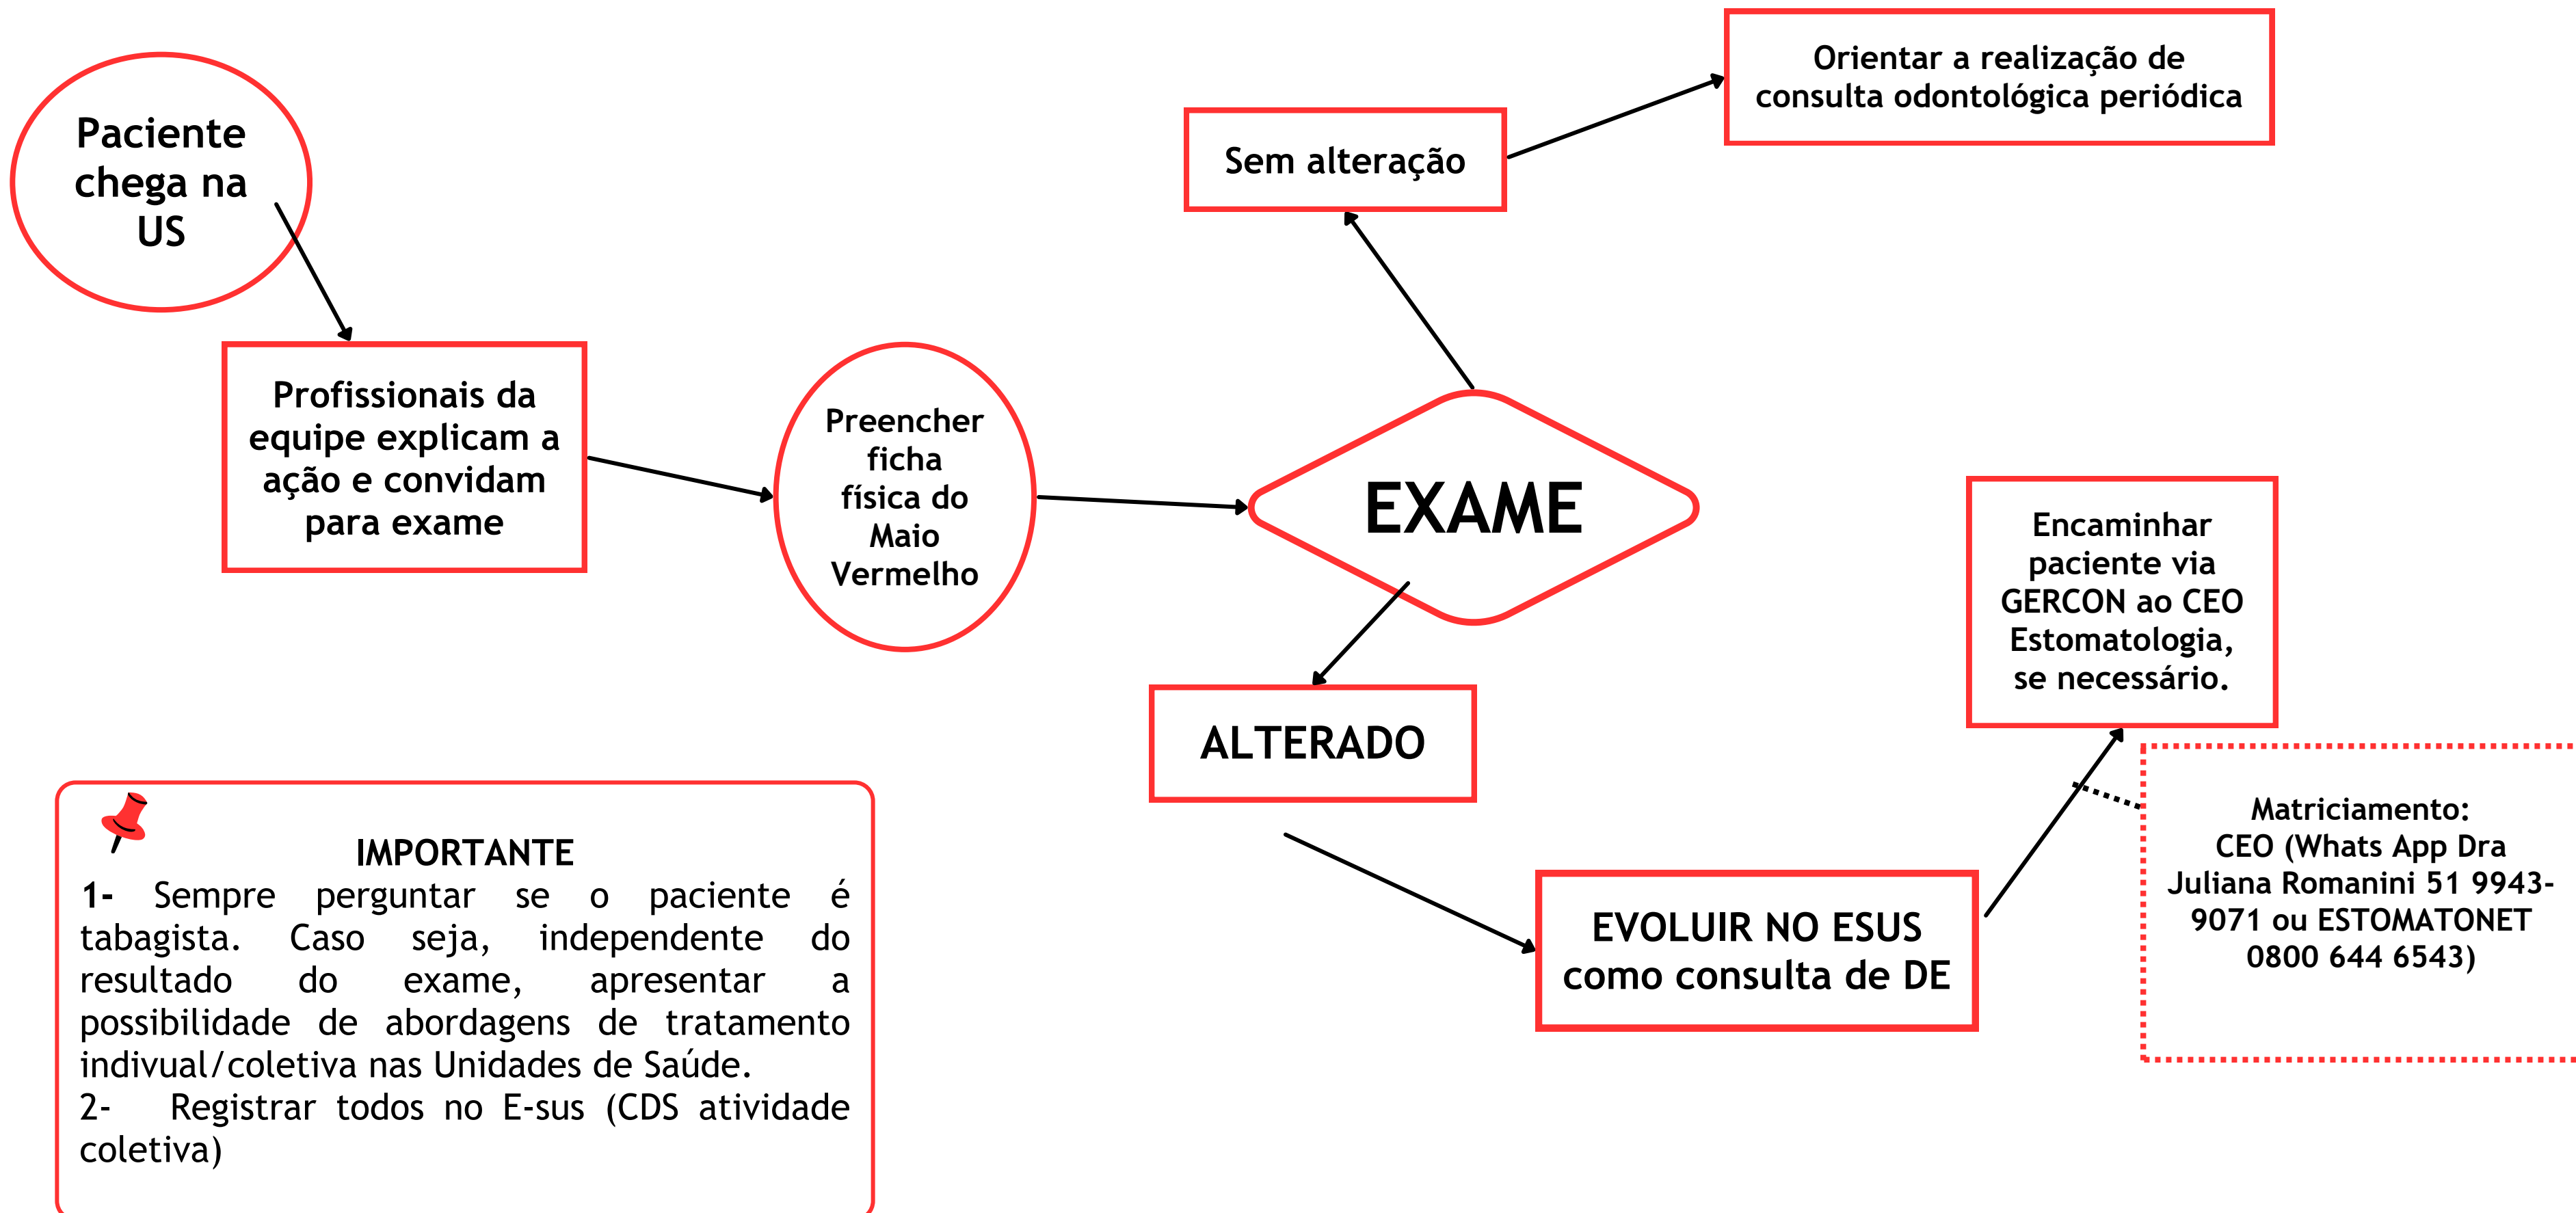 Paciente
chega na
US
Profissionais da
equipe explicam a
ação e convidam
para exame
Preencher
ficha
física do
Maio
Vermelho
EXAME
Sem alteração
Orientar a realização de
consulta odontológica periódica
ALTERADO
EVOLUIR NO ESUS
como consulta de DE
Encaminhar
paciente via
GERCON ao CEO
Estomatologia,
se necessário.
Matriciamento:
CEO (Whats App Dra
Juliana Romanini 51 9943-
9071 ou ESTOMATONET
0800 644 6543)
IMPORTANTE
1- Sempre perguntar se o paciente é
tabagista. Caso seja, independente do
resultado do exame, apresentar a
possibilidade de abordagens de tratamento
indivual/coletiva nas Unidades de Saúde.
2- Registrar todos no E-sus (CDS atividade
coletiva)